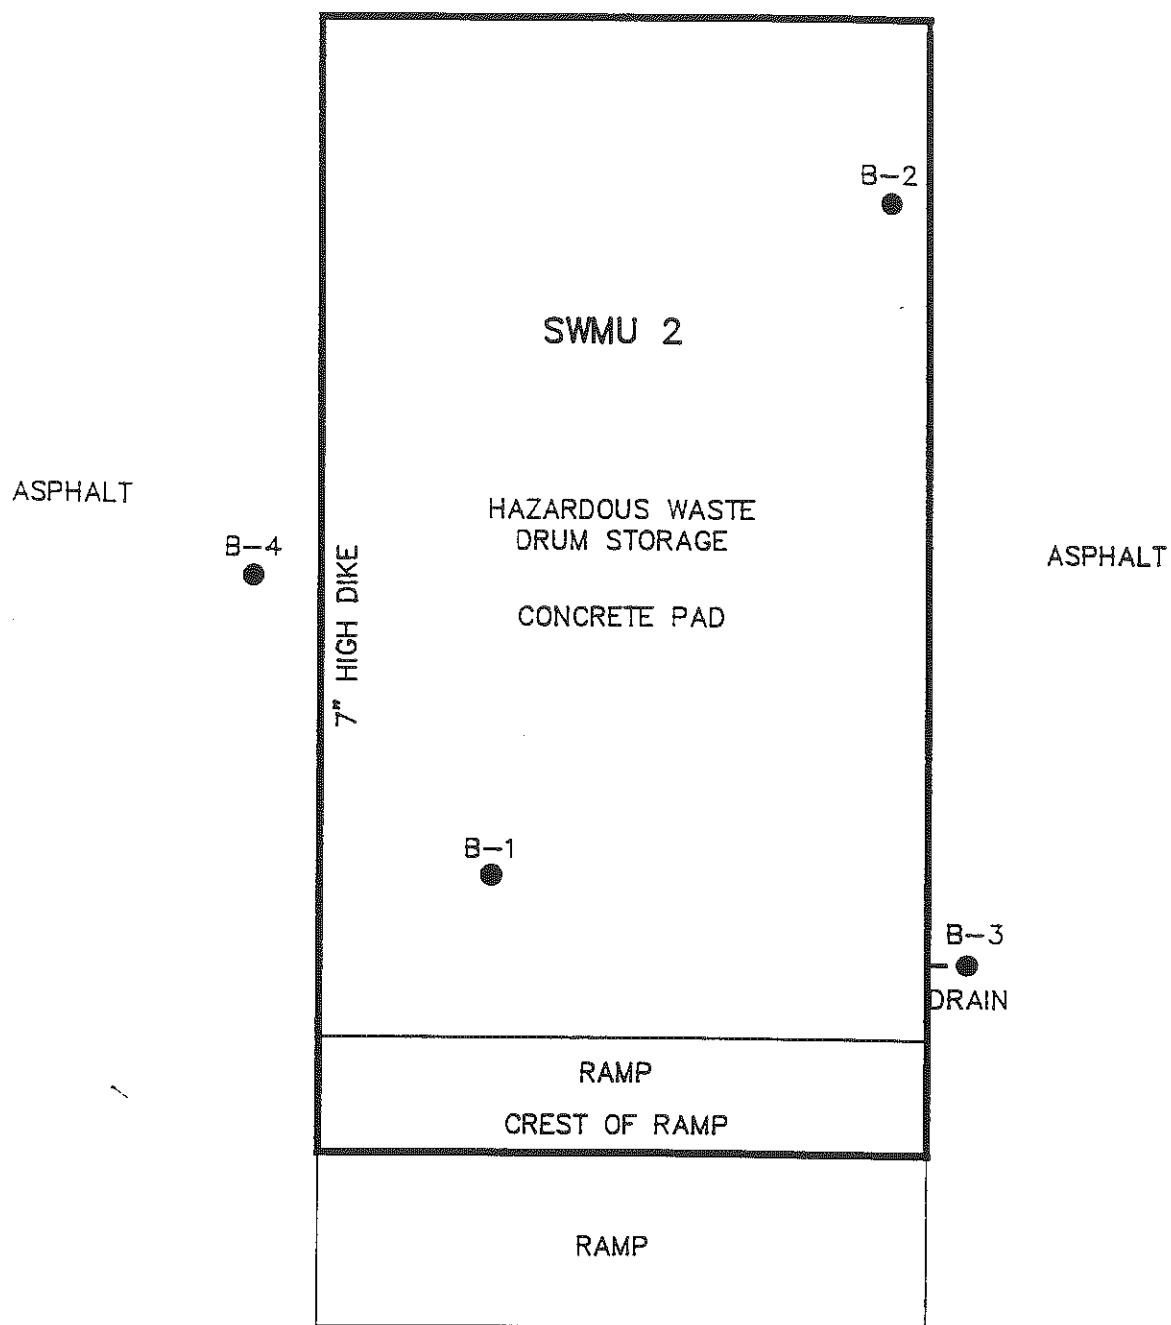 B-2
SWMU 2
ASPHALT
HAZARDOUS WASTE
DRUM STORAGE
B-4
ASPHALT
7" HIGH DIKE
CONCRETE PAD
B-1
B-3
DRAIN
RAMP
CREST OF RAMP
RAMP